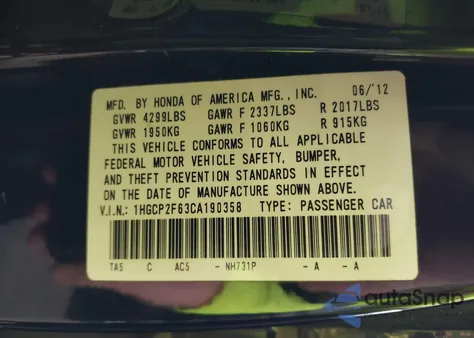 MFD. BY HONDA OF AMERICA MFG., INC. 06/'12
GVWR 4299LBS GAWR F 2337LBS R 2017LBS
GVWR 1950KG GAWR F 1060KG R 915KG
THIS VEHICLE CONFORMS TO ALL APPLICABLE
FEDERAL MOTOR VEHICLE SAFETY, BUMPER,
AND THEFT PREVENTION STANDARDS IN EFFECT
ON THE DATE OF MANUFACTURE SHOWN ABOVE.
V.I.N.: 1HGCP2F63CA190358 TYPE: PASSENGER CAR
TA5 C AC5 - NH731P - A - A
autoSnap